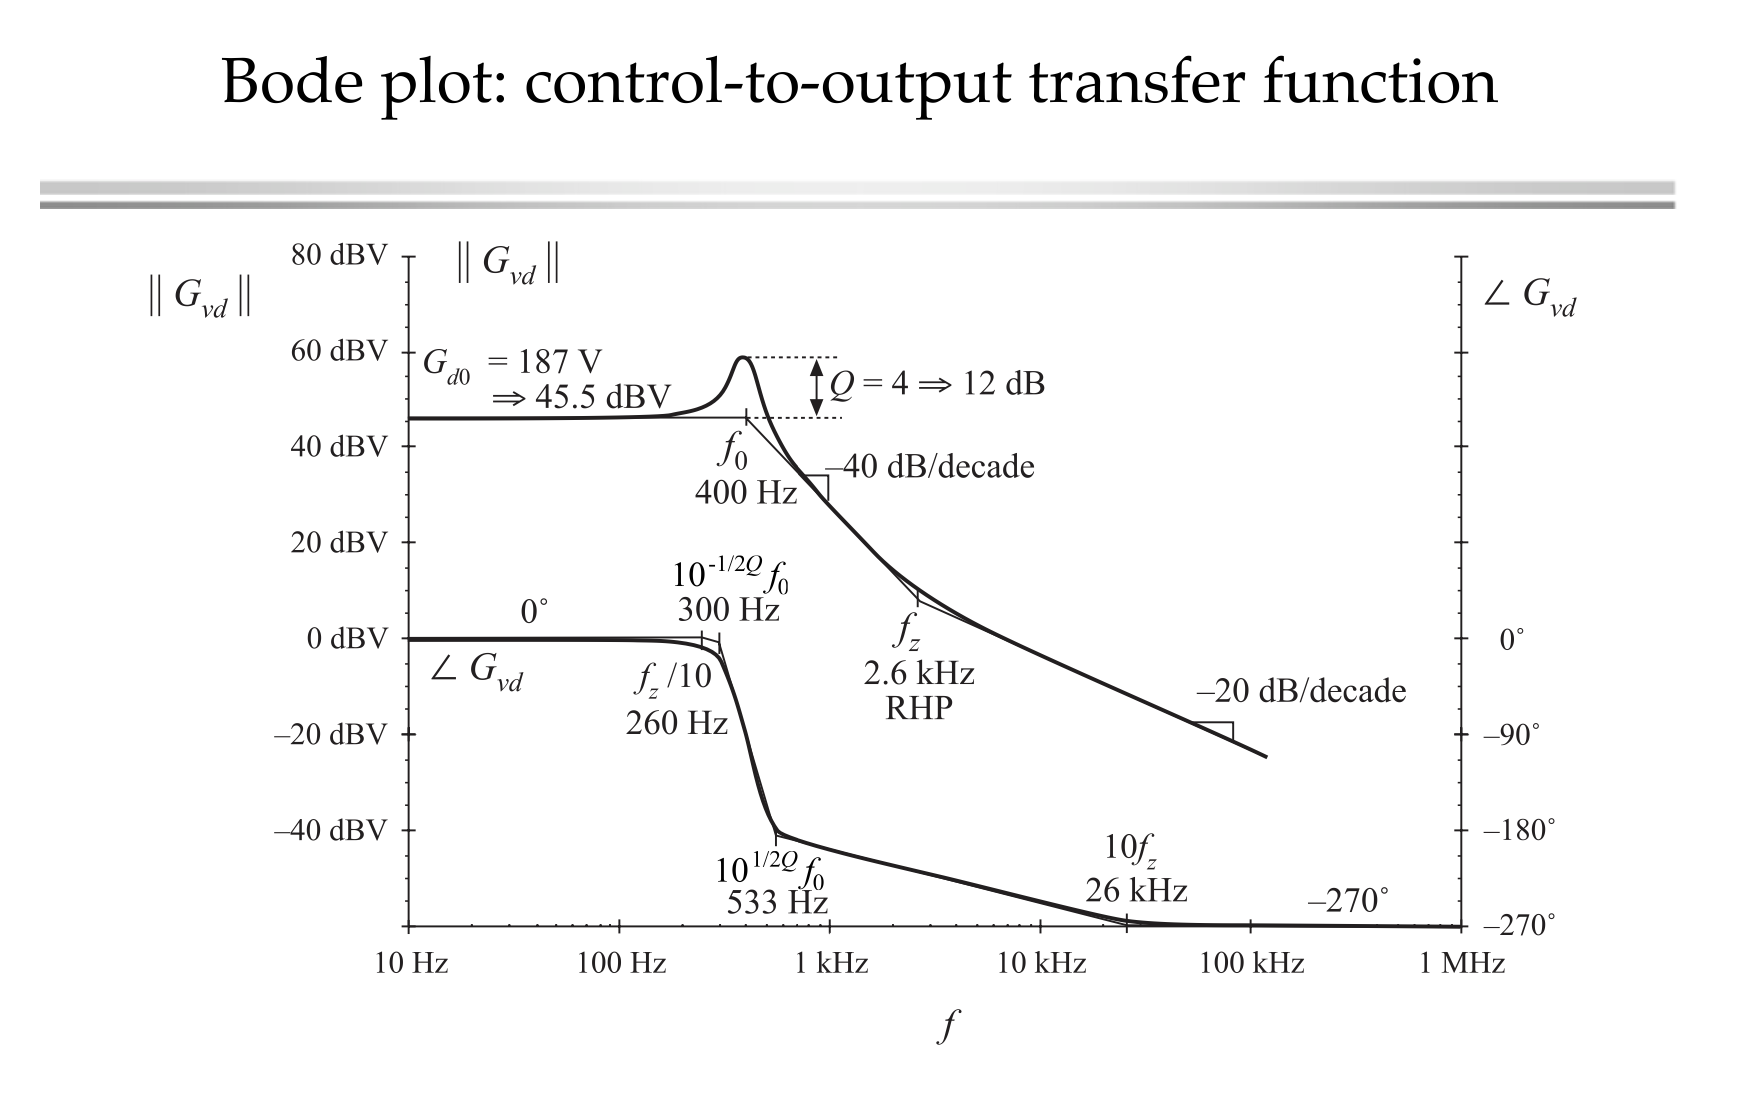 Bode plot: control-to-output transfer function
80 dBV
|| G_vd ||
|| G_vd ||
∠ G_vd
60 dBV
G_d0 = 187 V
⇒ 45.5 dBV
Q = 4 ⇒ 12 dB
40 dBV
f_0
400 Hz
–40 dB/decade
20 dBV
10^-1/2Q f_0
300 Hz
0°
0 dBV
0°
∠ G_vd
f_z /10
260 Hz
f_z
2.6 kHz
RHP
–20 dB/decade
–20 dBV
–90°
–40 dBV
–180°
10^1/2Q f_0
533 Hz
10f_z
26 kHz
–270°
–270°
10 Hz 100 Hz 1 kHz 10 kHz 100 kHz 1 MHz
f